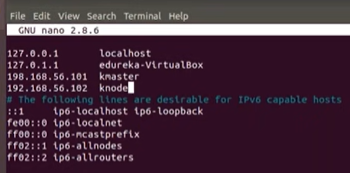 File Edit View Search Terminal Help
GNU nano 2.8.6
127.0.0.1 localhost
127.0.1.1 edureka-VirtualBox
198.168.56.101 kmaster
192.168.56.102 knode
# The following lines are desirable for IPv6 capable hosts
::1 ip6-localhost ip6-loopback
fe00::0 ip6-localnet
ff00::0 ip6-mcastprefix
ff02::1 ip6-allnodes
ff02::2 ip6-allrouters